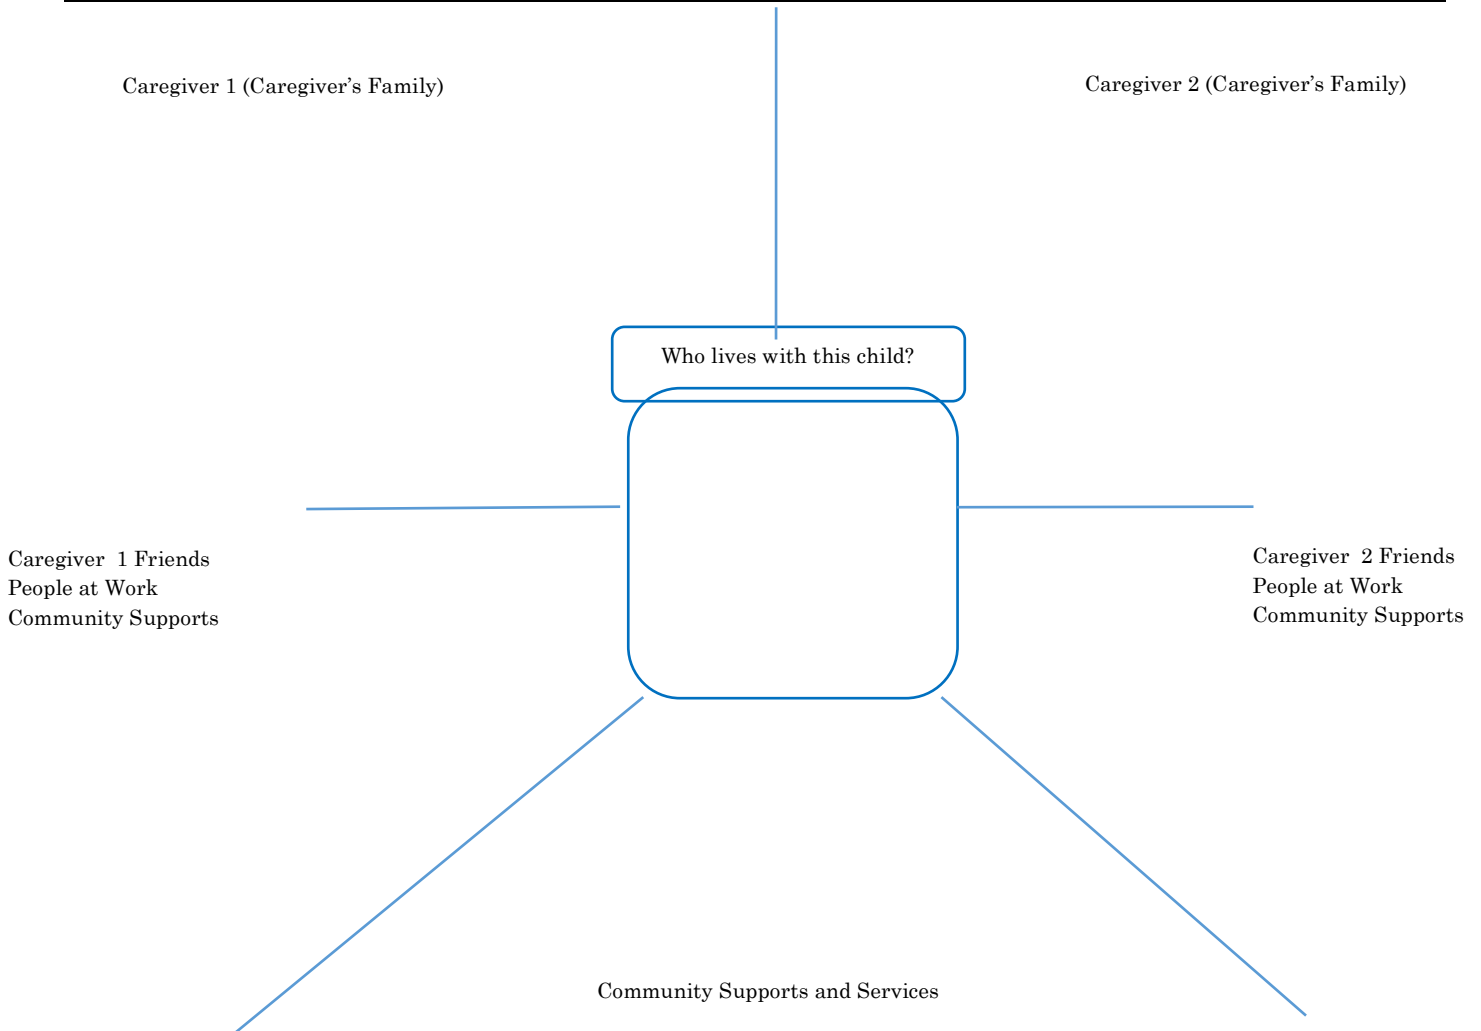 Caregiver 1 (Caregiver’s Family)
Caregiver 2 (Caregiver’s Family)
Who lives with this child?
Caregiver  1 Friends
People at Work
Community Supports
Caregiver  2 Friends
People at Work
Community Supports
Community Supports and Services